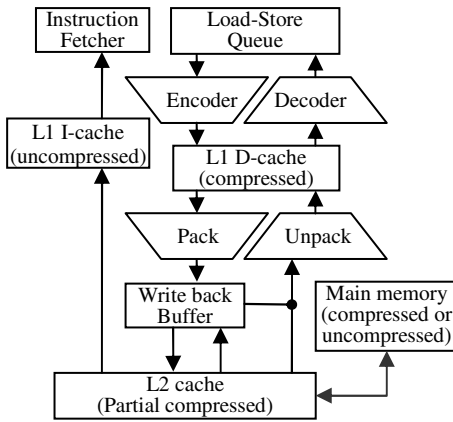 Instruction
Fetcher
Load-Store
Queue
Encoder
Decoder
L1 I-cache
(uncompressed)
L1 D-cache
(compressed)
Pack
Unpack
Write back
Buffer
Main memory
(compressed or
uncompressed)
L2 cache
(Partial compressed)